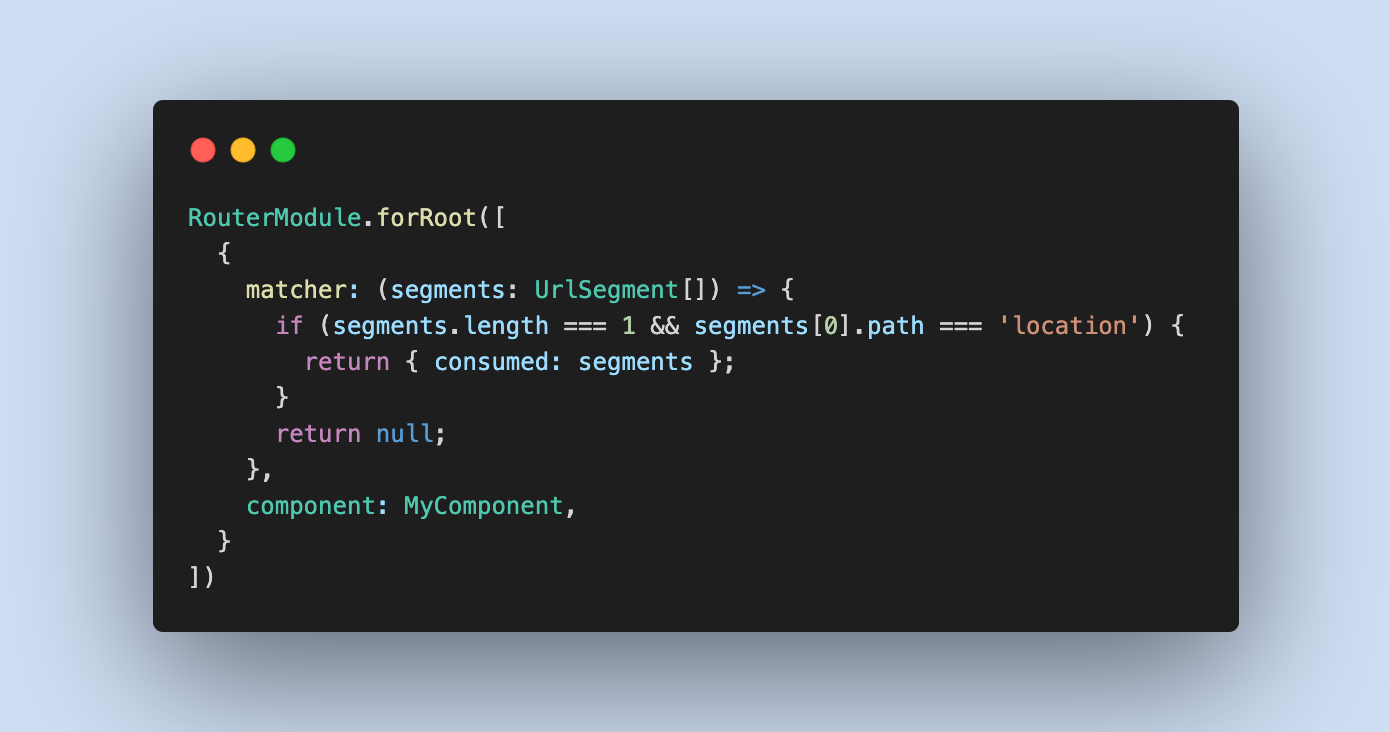 RouterModule.forRoot([
  {
    matcher: (segments: UrlSegment[]) => {
      if (segments.length === 1 && segments[0].path === 'location') {
        return { consumed: segments };
      }
      return null;
    },
    component: MyComponent,
  }
])